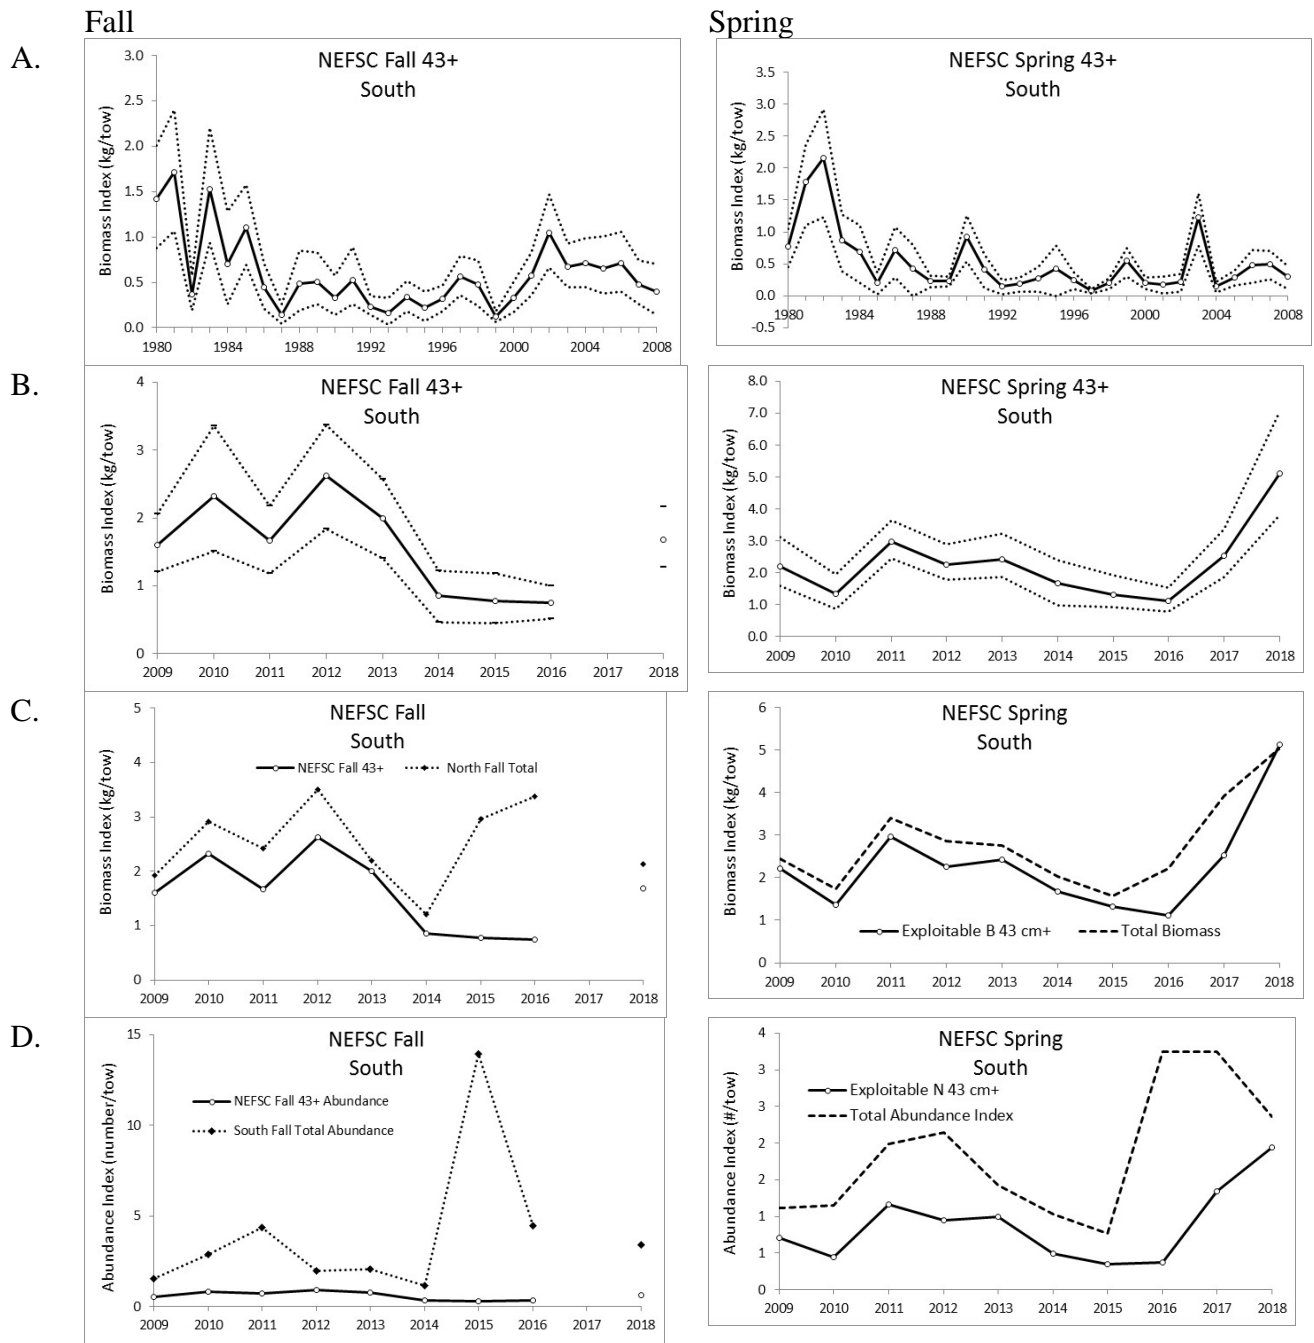 Fall
Spring
A.
NEFSC Fall 43+
South
Biomass Index (kg/tow)
3.0
2.5
2.0
1.5
1.0
0.5
0.0
1980 1984 1988 1992 1996 2000 2004 2008
NEFSC Spring 43+
South
Biomass Index (kg/tow)
3.5
3.0
2.5
2.0
1.5
1.0
0.5
0.0
-0.5
1980 1984 1988 1992 1996 2000 2004 2008
B.
NEFSC Fall 43+
South
Biomass Index (kg/tow)
4
3
2
1
0
2009 2010 2011 2012 2013 2014 2015 2016 2017 2018
NEFSC Spring 43+
South
Biomass Index (kg/tow)
8.0
7.0
6.0
5.0
4.0
3.0
2.0
1.0
0.0
2009 2010 2011 2012 2013 2014 2015 2016 2017 2018
C.
NEFSC Fall
South
NEFSC Fall 43+ North Fall Total
Biomass Index (kg/tow)
5
4
3
2
1
0
2009 2010 2011 2012 2013 2014 2015 2016 2017 2018
NEFSC Spring
South
Biomass Index (kg/tow)
6
5
4
3
2
1
0
Exploitable B 43 cm+ Total Biomass
2009 2010 2011 2012 2013 2014 2015 2016 2017 2018
D.
NEFSC Fall
South
NEFSC Fall 43+ Abundance
South Fall Total Abundance
Abundance Index (number/tow)
15
10
5
0
2009 2010 2011 2012 2013 2014 2015 2016 2017 2018
NEFSC Spring
South
Exploitable N 43 cm+
Total Abundance Index
Abundance Index (#/tow)
4
3
3
2
2
1
1
0
2009 2010 2011 2012 2013 2014 2015 2016 2017 2018